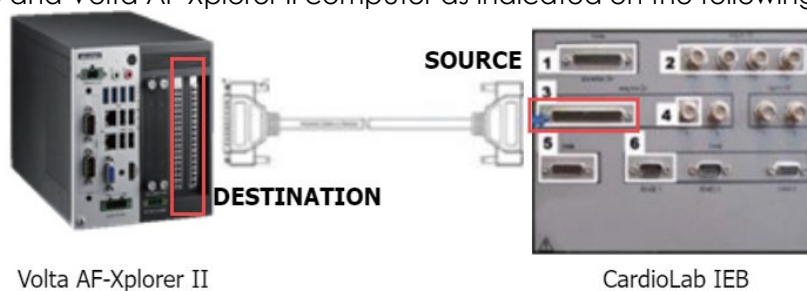 and Volta AF-Xplorer II computer as indicated on the following
SOURCE
1
2
3
4
5
6
DESTINATION
Volta AF-Xplorer II
CardioLab IEB